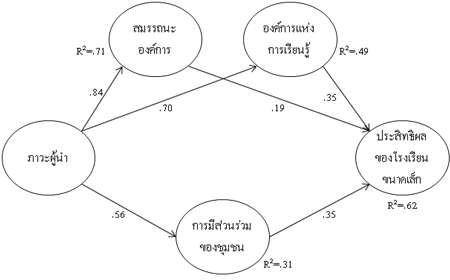 สมรรถนะ
องค์การ
R²=.71
องค์การแห่ง
การเรียนรู้
R²=.49
.84
.70
.19
.35
ภาวะผู้นำ
ประสิทธิผล
ของโรงเรียน
ขนาดเล็ก
R²=.62
.56
การมีส่วนร่วม
ของชุมชน
.35
R²=.31